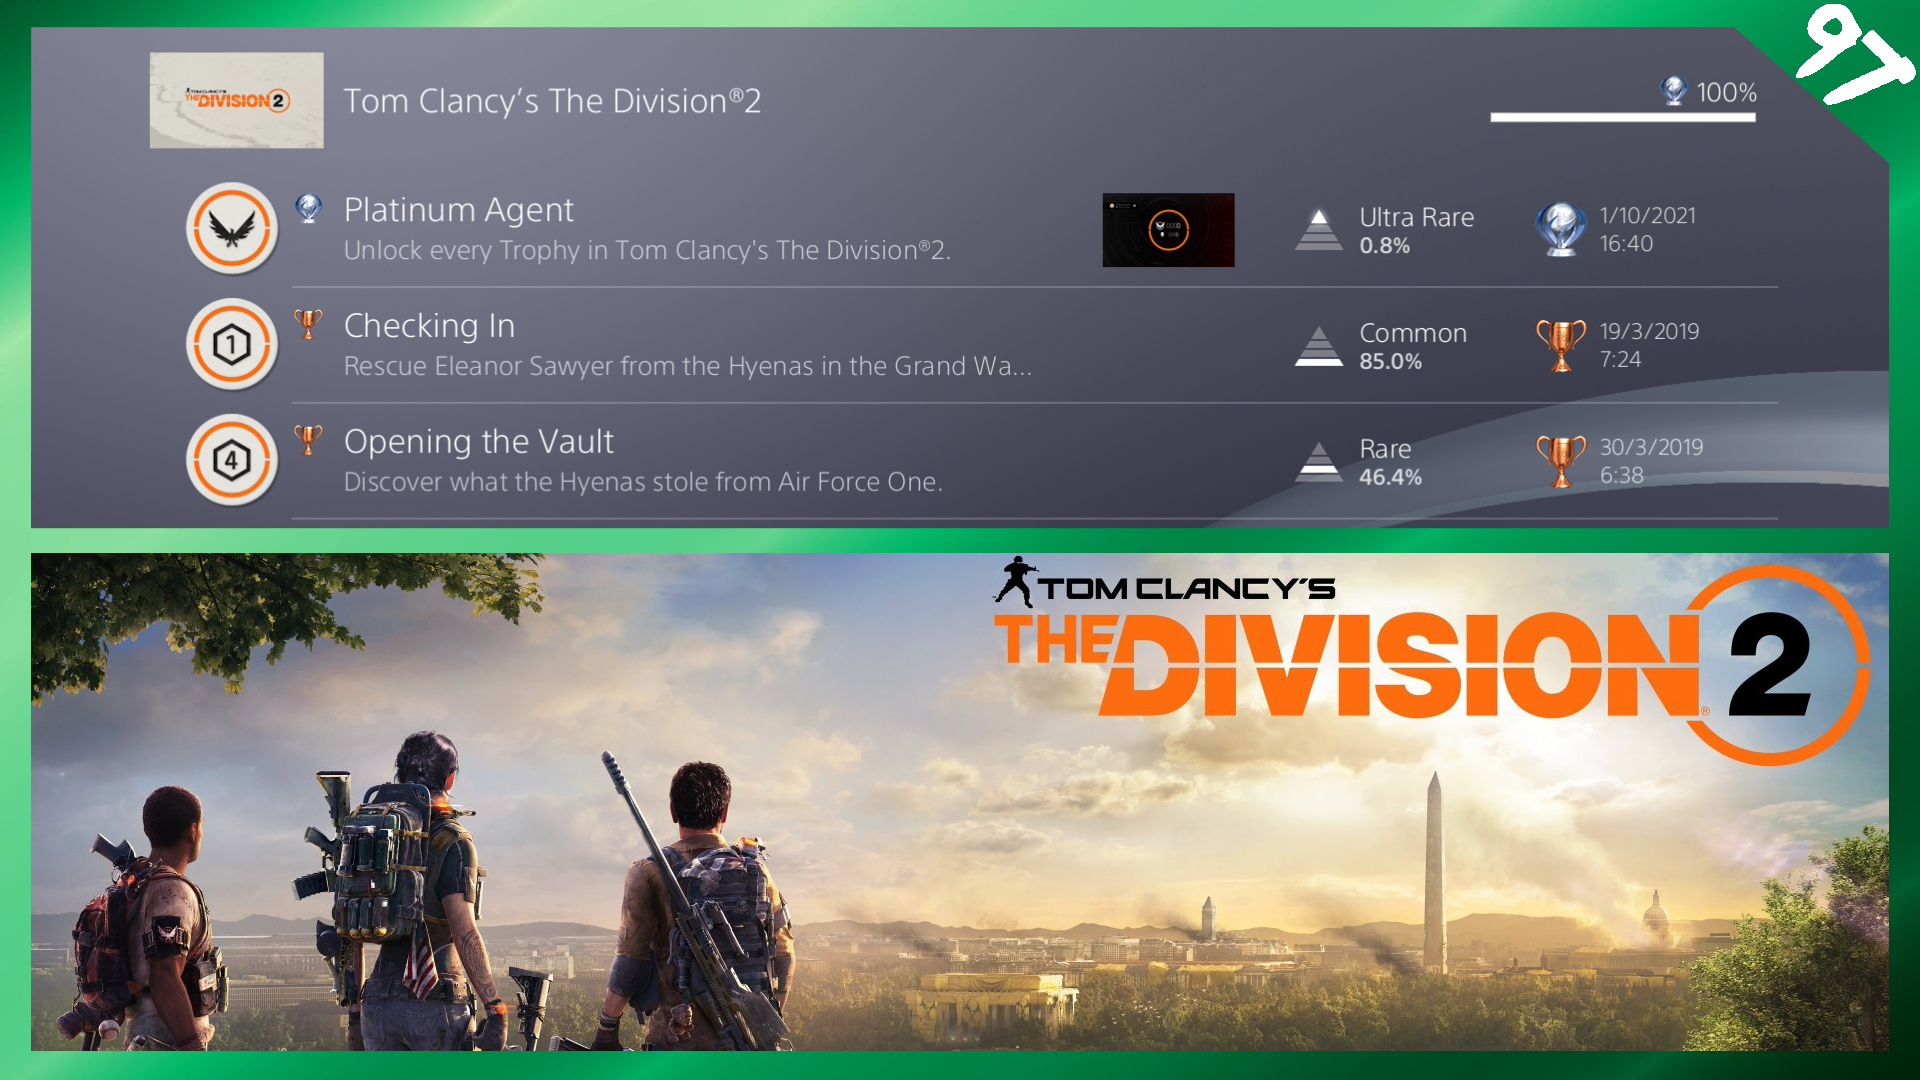 97
TOM CLANCY'S
THE DIVISION 2
Tom Clancy's The Division®2
100%
Platinum Agent
Unlock every Trophy in Tom Clancy's The Division®2.
Ultra Rare
0.8%
1/10/2021
16:40
Checking In
Rescue Eleanor Sawyer from the Hyenas in the Grand Wa...
Common
85.0%
19/3/2019
7:24
1
Opening the Vault
Discover what the Hyenas stole from Air Force One.
Rare
46.4%
30/3/2019
6:38
4
TOM CLANCY'S
THE DIVISION® 2